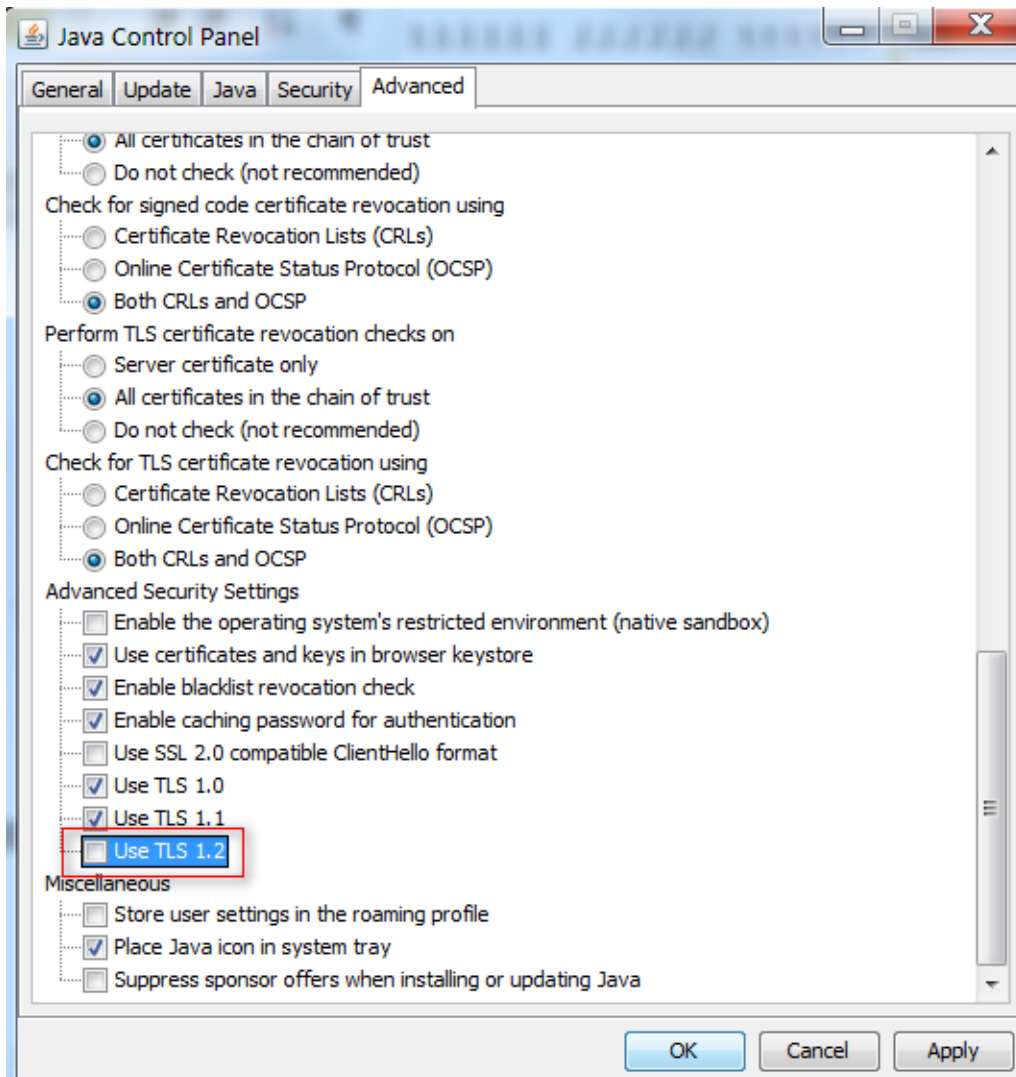 Java Control Panel
General Update Java Security Advanced
All certificates in the chain of trust
Do not check (not recommended)
Check for signed code certificate revocation using
Certificate Revocation Lists (CRLs)
Online Certificate Status Protocol (OCSP)
Both CRLs and OCSP
Perform TLS certificate revocation checks on
Server certificate only
All certificates in the chain of trust
Do not check (not recommended)
Check for TLS certificate revocation using
Certificate Revocation Lists (CRLs)
Online Certificate Status Protocol (OCSP)
Both CRLs and OCSP
Advanced Security Settings
Enable the operating system's restricted environment (native sandbox)
Use certificates and keys in browser keystore
Enable blacklist revocation check
Enable caching password for authentication
Use SSL 2.0 compatible ClientHello format
Use TLS 1.0
Use TLS 1.1
Use TLS 1.2
Miscellaneous
Store user settings in the roaming profile
Place Java icon in system tray
Suppress sponsor offers when installing or updating Java
OK Cancel Apply